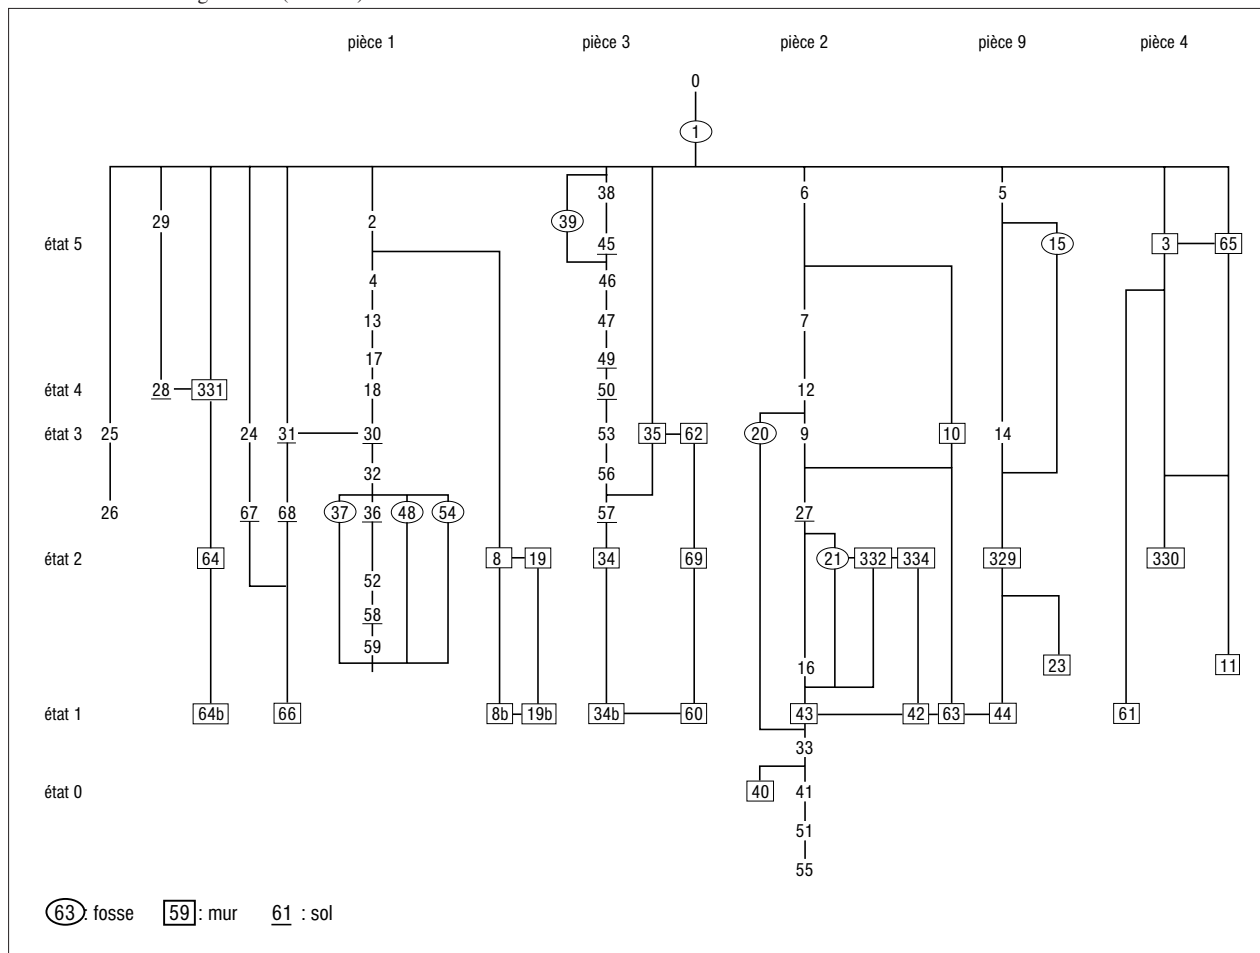 pièce 1 pièce 3 pièce 2 pièce 9 pièce 4
0
1
38 6 5
29 2 39
état 5 45 15 3 65
4 46
13 47 7
17 49
état 4 28 331 18 50 12
état 3 25 24 31 30 53 35 62 20 9 10 14
32 56
26 67 68 37 36 48 54 57 27
état 2 64 8 19 34 69 21 332 334 329 330
52
58
59
16 23 11
état 1 64b 66 8b 19b 34b 60 43 42 63 44 61
33
état 0 40 41
51
55
63 : fosse 59 : mur 61 : sol